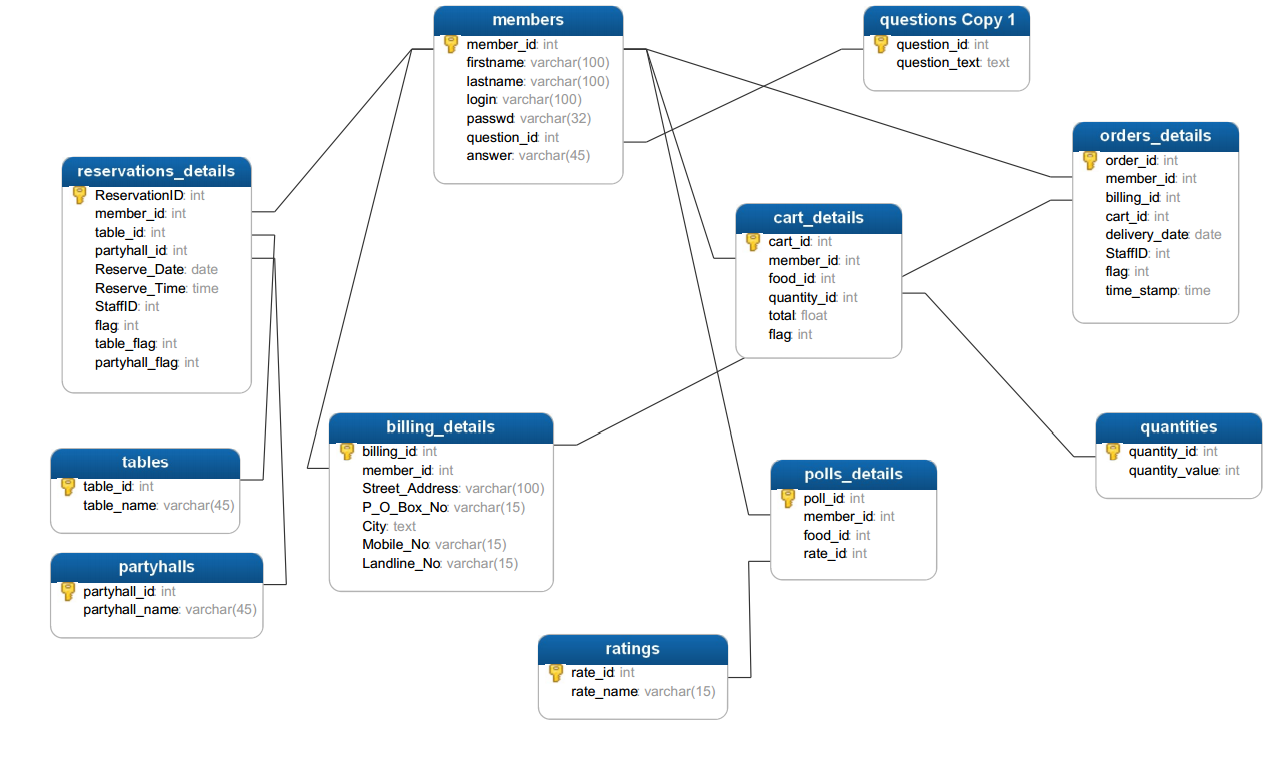 members
member_id: int
firstname: varchar(100)
lastname: varchar(100)
login: varchar(100)
passwd: varchar(32)
question_id: int
answer: varchar(45)
questions Copy 1
question_id: int
question_text: text
orders_details
order_id: int
member_id: int
billing_id: int
cart_id: int
delivery_date: date
StaffID: int
flag: int
time_stamp: time
reservations_details
ReservationID: int
member_id: int
table_id: int
partyhall_id: int
Reserve_Date: date
Reserve_Time: time
StaffID: int
flag: int
table_flag: int
partyhall_flag: int
cart_details
cart_id: int
member_id: int
food_id: int
quantity_id: int
total: float
flag: int
billing_details
billing_id: int
member_id: int
Street_Address: varchar(100)
P_O_Box_No: varchar(15)
City: text
Mobile_No: varchar(15)
Landline_No: varchar(15)
quantities
quantity_id: int
quantity_value: int
tables
table_id: int
table_name: varchar(45)
polls_details
poll_id: int
member_id: int
food_id: int
rate_id: int
partyhalls
partyhall_id: int
partyhall_name: varchar(45)
ratings
rate_id: int
rate_name: varchar(15)